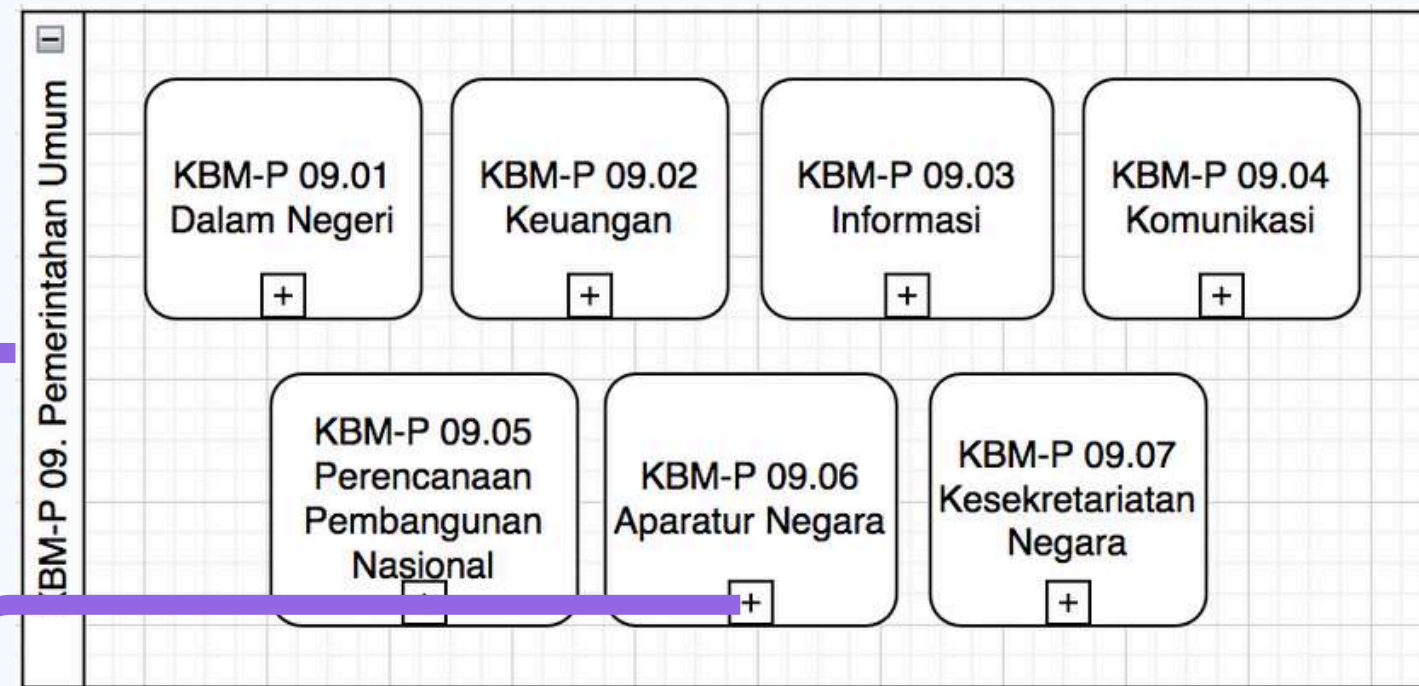 KBM-P 09. Pemerintahan Umum
KBM-P 09.01
Dalam Negeri
KBM-P 09.02
Keuangan
KBM-P 09.03
Informasi
KBM-P 09.04
Komunikasi
KBM-P 09.05
Perencanaan
Pembangunan
Nasional
KBM-P 09.06
Aparatur Negara
KBM-P 09.07
Kesekretariatan
Negara